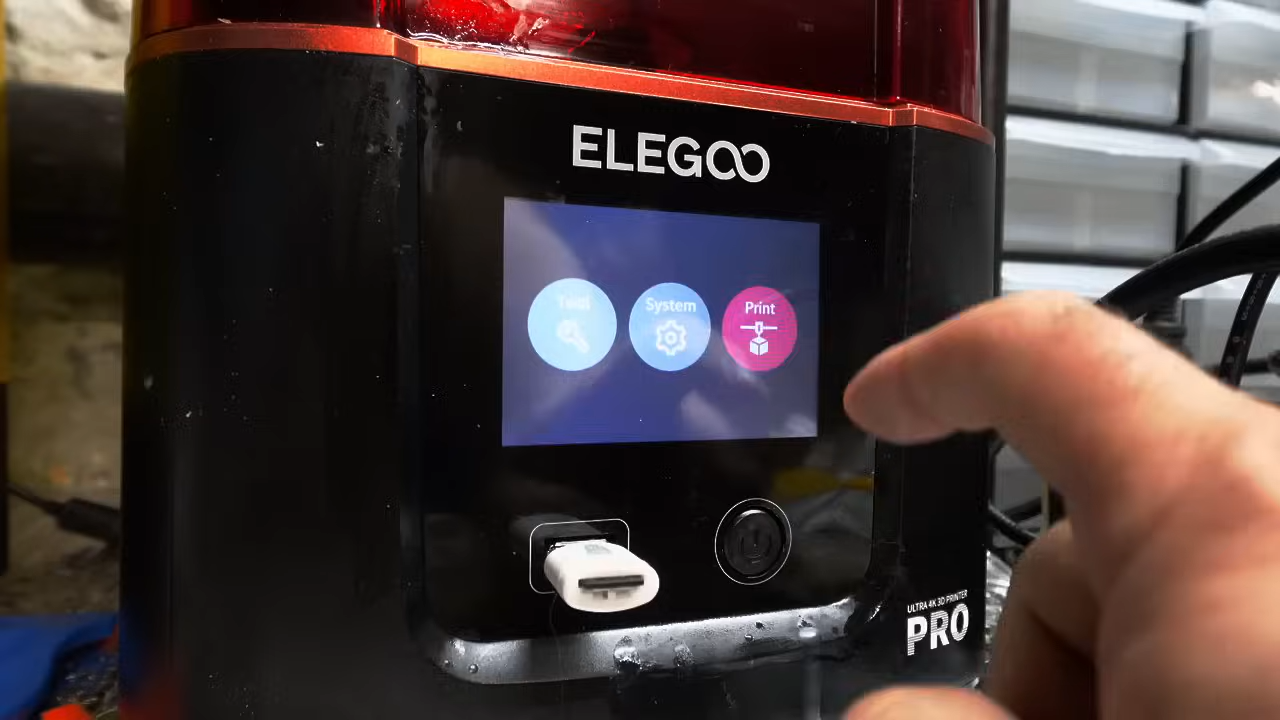 ELEGOO
Tool
System
Print
ULTRA 4K 3D PRINTER
PRO